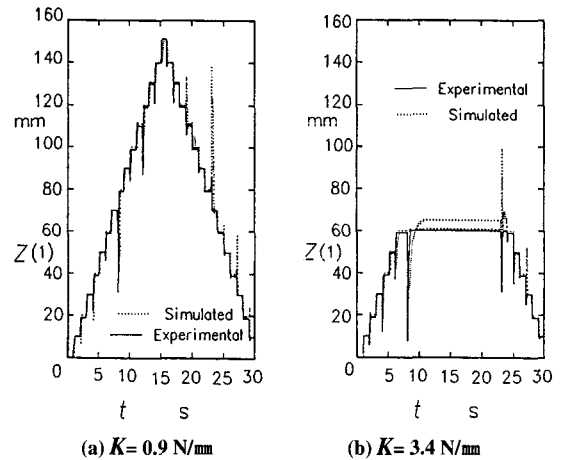 160
140
120
mm
100
80
60
Z(1)
40
20
0
5 10 15 20 25 30
t s
Simulated
Experimental
(a) K= 0.9 N/mm
160
140
120
mm
100
80
60
Z(1)
40
20
0
5 10 15 20 25 30
t s
Experimental
Simulated
(b) K= 3.4 N/mm